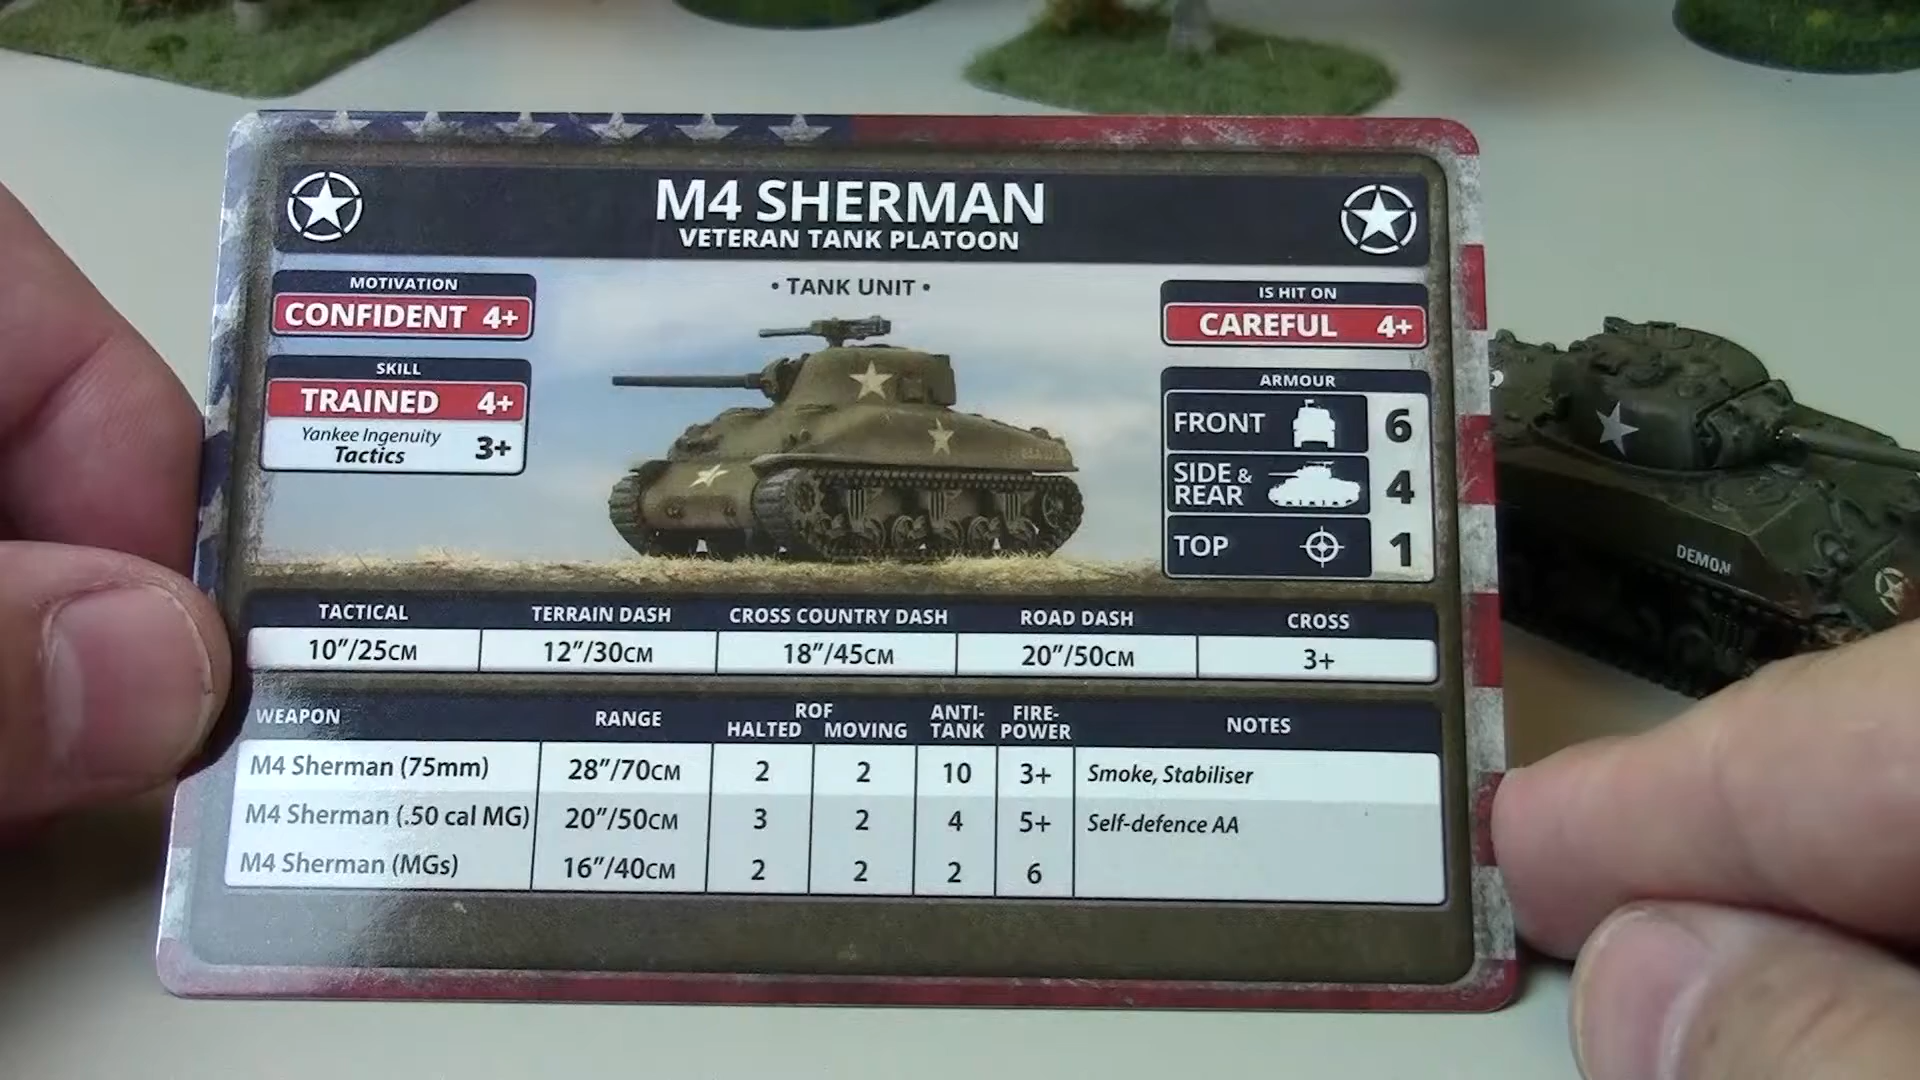 M4 SHERMAN
VETERAN TANK PLATOON
• TANK UNIT •
MOTIVATION
CONFIDENT 4+
SKILL
TRAINED 4+
Yankee Ingenuity
Tactics 3+
IS HIT ON
CAREFUL 4+
ARMOUR
FRONT 6
SIDE &
REAR 4
TOP 1
TACTICAL TERRAIN DASH CROSS COUNTRY DASH ROAD DASH CROSS
10"/25CM 12"/30CM 18"/45CM 20"/50CM 3+
WEAPON RANGE ROF HALTED MOVING ANTI-TANK FIRE-POWER NOTES
M4 Sherman (75mm) 28"/70CM 2 2 10 3+ Smoke, Stabiliser
M4 Sherman (.50 cal MG) 20"/50CM 3 2 4 5+ Self-defence AA
M4 Sherman (MGs) 16"/40CM 2 2 2 6
DEMON